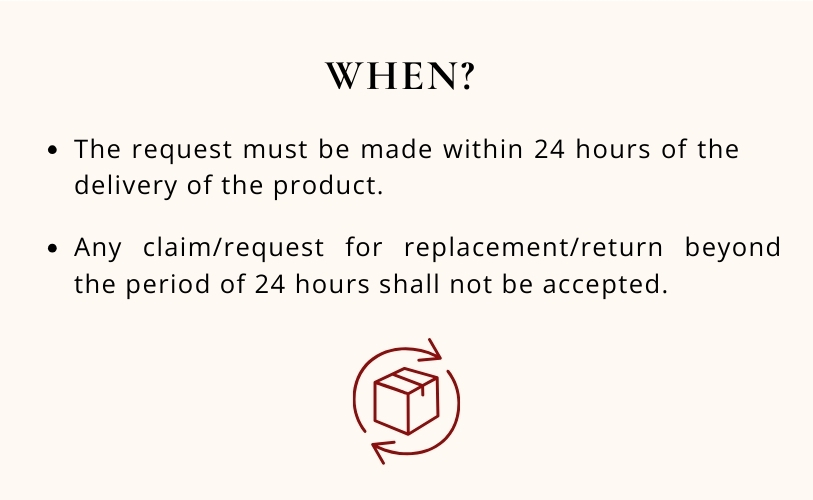 WHEN?
• The request must be made within 24 hours of the
delivery of the product.
• Any claim/request for replacement/return beyond
the period of 24 hours shall not be accepted.